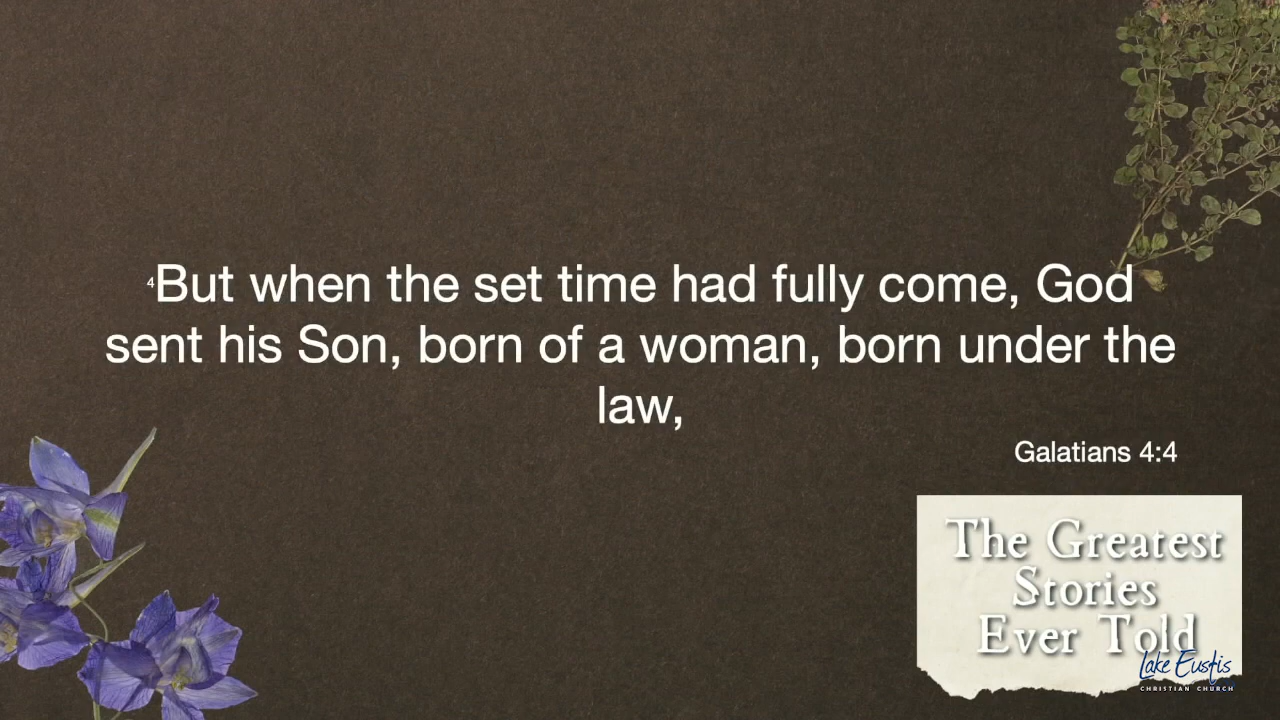 4But when the set time had fully come, God
sent his Son, born of a woman, born under the
law,
Galatians 4:4
The Greatest
Stories
Ever Told
Lake Eustis
CHRISTIAN CHURCH